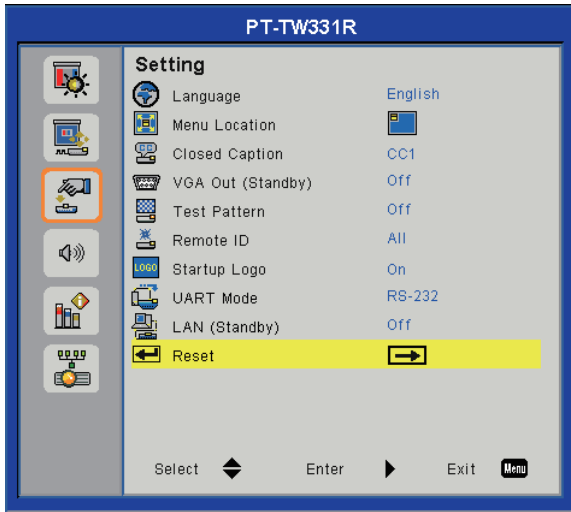 PT-TW331R
Setting
Language English
Menu Location
Closed Caption CC1
VGA Out (Standby) Off
Test Pattern Off
Remote ID All
LOGO Startup Logo On
UART Mode RS-232
LAN (Standby) Off
Reset
Select Enter Exit Menu